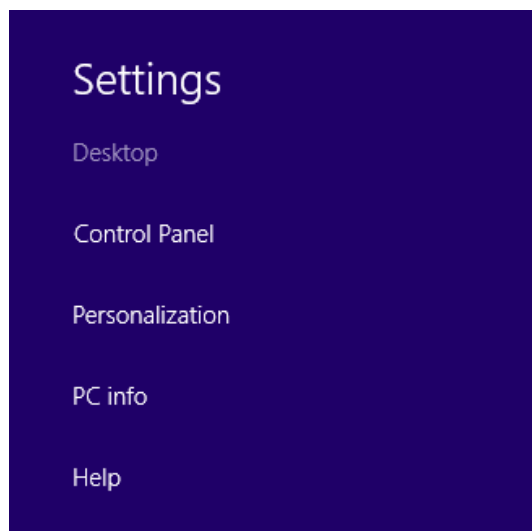 Settings
Desktop
Control Panel
Personalization
PC info
Help